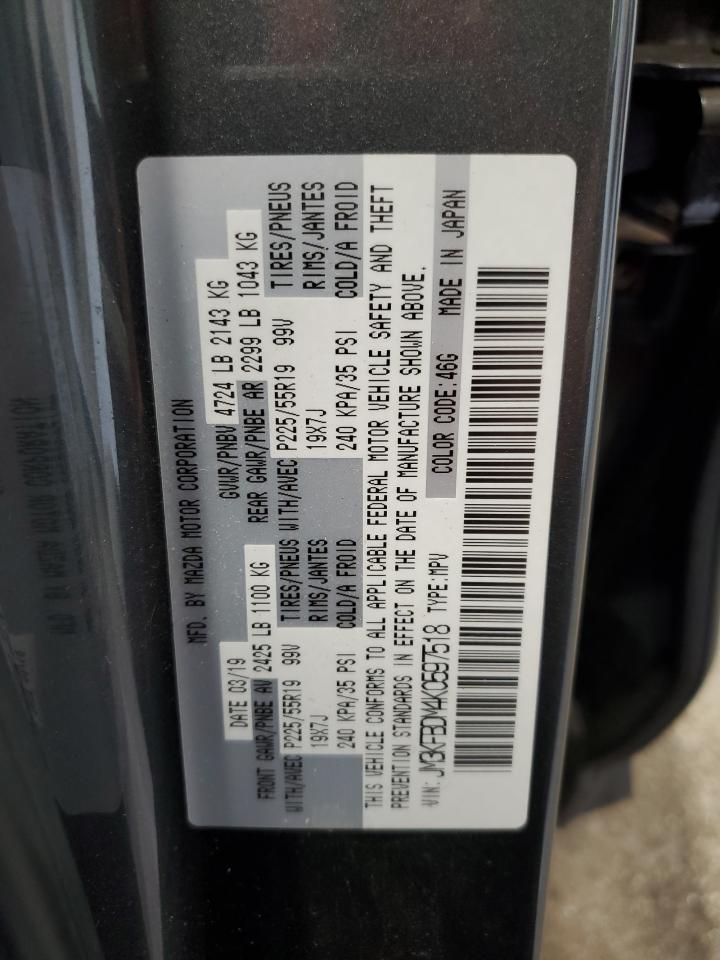 MFD. BY MAZDA MOTOR CORPORATION
DATE 03/19 GVWR/PNBV 4724 LB 2143 KG
FRONT GAWR/PNBE AV 2425 LB 1100 KG REAR GAWR/PNBE AR 2299 LB 1043 KG
WITH/AVEC P225/55R19 99V TIRES/PNEUS WITH/AVEC P225/55R19 99V TIRES/PNEUS
19X7J RIMS/JANTES 19X7J RIMS/JANTES
240 KPA/35 PSI COLD/A FROID 240 KPA/35 PSI COLD/A FROID
THIS VEHICLE CONFORMS TO ALL APPLICABLE FEDERAL MOTOR VEHICLE SAFETY AND THEFT
PREVENTION STANDARDS IN EFFECT ON THE DATE OF MANUFACTURE SHOWN ABOVE.
VIN: JM3KFBDM4K0597518 TYPE:MPV COLOR CODE:46G MADE IN JAPAN